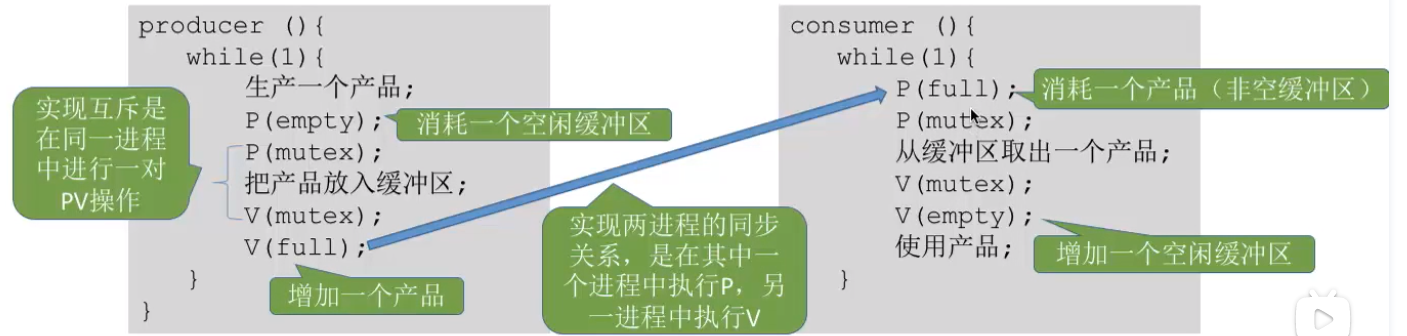 producer (){
while(1){
生产一个产品;
P(empty);
P(mutex);
把产品放入缓冲区;
V(mutex);
V(full);
}
}
实现互斥是
在同一进程
中进行一对
PV操作
消耗一个空闲缓冲区
增加一个产品
实现两进程的同步
关系，是在其中一
个进程中执行P，另
一进程中执行V
consumer (){
while(1){
P(full);
P(mutex);
从缓冲区取出一个产品;
V(mutex);
V(empty);
使用产品;
}
消耗一个产品（非空缓冲区）
增加一个空闲缓冲区